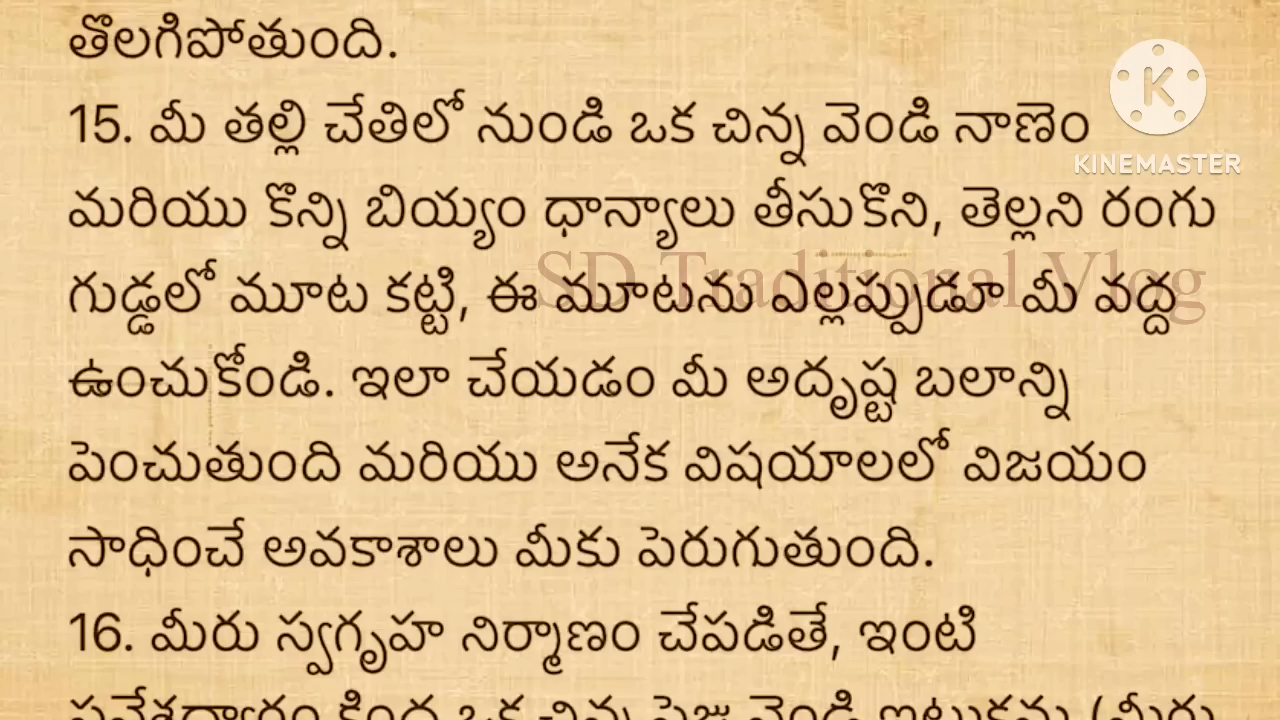 తొలగిపోతుంది.
15. మీ తల్లి చేతిలో నుండి ఒక చిన్న వెండి నాణెం
KINEMASTER
మరియు కొన్ని బియ్యం ధాన్యాలు తీసుకొని, తెల్లని రంగు
SD Traditional Vlog
గుడ్డలో మూట కట్టి, ఈ మూటను ఎల్లప్పుడూ మీ వద్ద
ఉంచుకోండి. ఇలా చేయడం మీ అదృష్ట బలాన్ని
పెంచుతుంది మరియు అనేక విషయాలలో విజయం
సాధించే అవకాశాలు మీకు పెరుగుతుంది.
16. మీరు స్వగృహ నిర్మాణం చేపడితే, ఇంటి